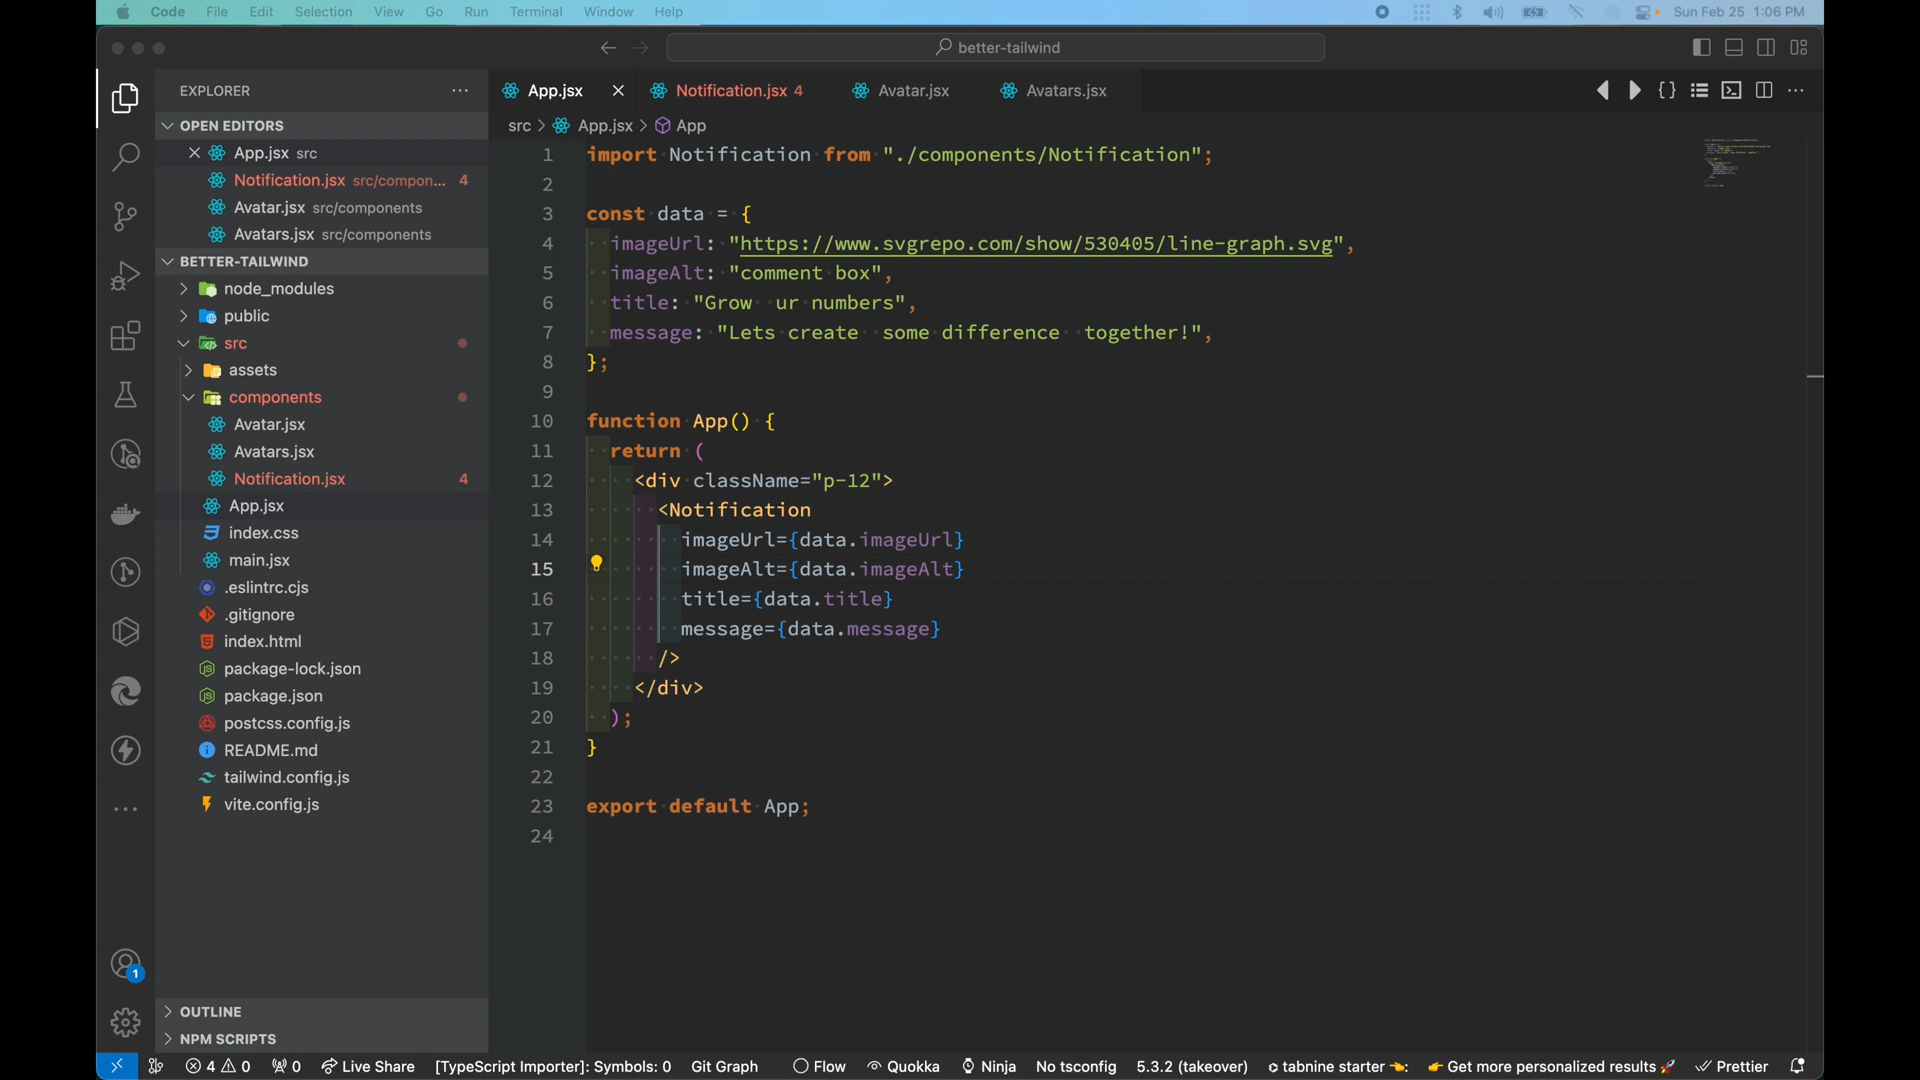 Code File Edit Selection View Go Run Terminal Window Help Sun Feb 25 1:06 PM
better-tailwind
EXPLORER
App.jsx
Notification.jsx 4
Avatar.jsx
Avatars.jsx
OPEN EDITORS
App.jsx src
Notification.jsx src/compon... 4
Avatar.jsx src/components
Avatars.jsx src/components
BETTER-TAILWIND
node_modules
public
src
assets
components
Avatar.jsx
Avatars.jsx
Notification.jsx 4
App.jsx
index.css
main.jsx
.eslintrc.cjs
.gitignore
index.html
package-lock.json
package.json
postcss.config.js
README.md
tailwind.config.js
vite.config.js
OUTLINE
NPM SCRIPTS
1
src > App.jsx > App
1 import Notification from "./components/Notification";
2
3 const data = {
4 imageUrl: "https://www.svgrepo.com/show/530405/line-graph.svg",
5 imageAlt: "comment box",
6 title: "Grow  ur numbers",
7 message: "Lets create  some difference  together!",
8 };
9
10 function App() {
11 return (
12 <div className="p-12">
13 <Notification
14 imageUrl={data.imageUrl}
15 imageAlt={data.imageAlt}
16 title={data.title}
17 message={data.message}
18 />
19 </div>
20 );
21 }
22
23 export default App;
24
4 0 0 Live Share [TypeScript Importer]: Symbols: 0 Git Graph Flow Quokka Ninja No tsconfig 5.3.2 (takeover) tabnine starter Get more personalized results Prettier